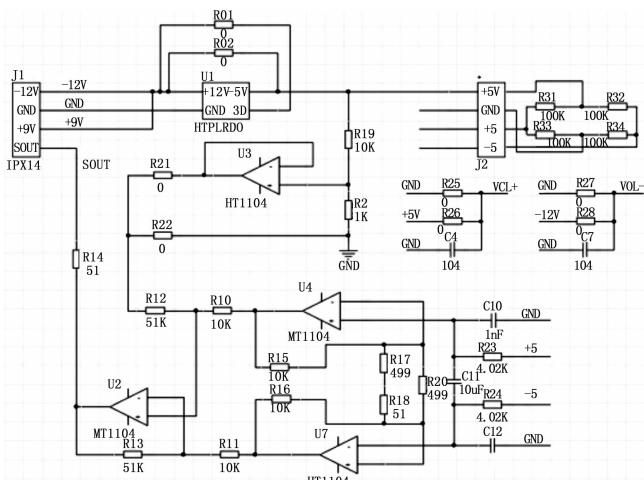 R01
0
R02
0
J1
-12V
GND
+9V
SOUT
IPX14
-12V
GND
+9V
SOUT
U1
+12V-5V
GND 3D
HTPLRDO
R19
10K
R2
1K
GND
U3
HT1104
R21
0
R22
0
R14
51
+5V
GND
+5
-5
J2
R31
100K
R32
100K
R33
100K
R34
100K
GND
R25
0
VCL+
+5V
R26
0
GND
C4
104
GND
R27
0
VOL-
-12V
R28
0
GND
C7
104
R12
51K
R10
10K
U4
MT1104
R15
10K
R16
10K
R17
499
R18
51
R20
499
U2
MT1104
R13
51K
R11
10K
U7
HT1104
C10
1nF
GND
R23
4.02K
+5
C11
10uF
R24
4.02K
-5
C12
GND